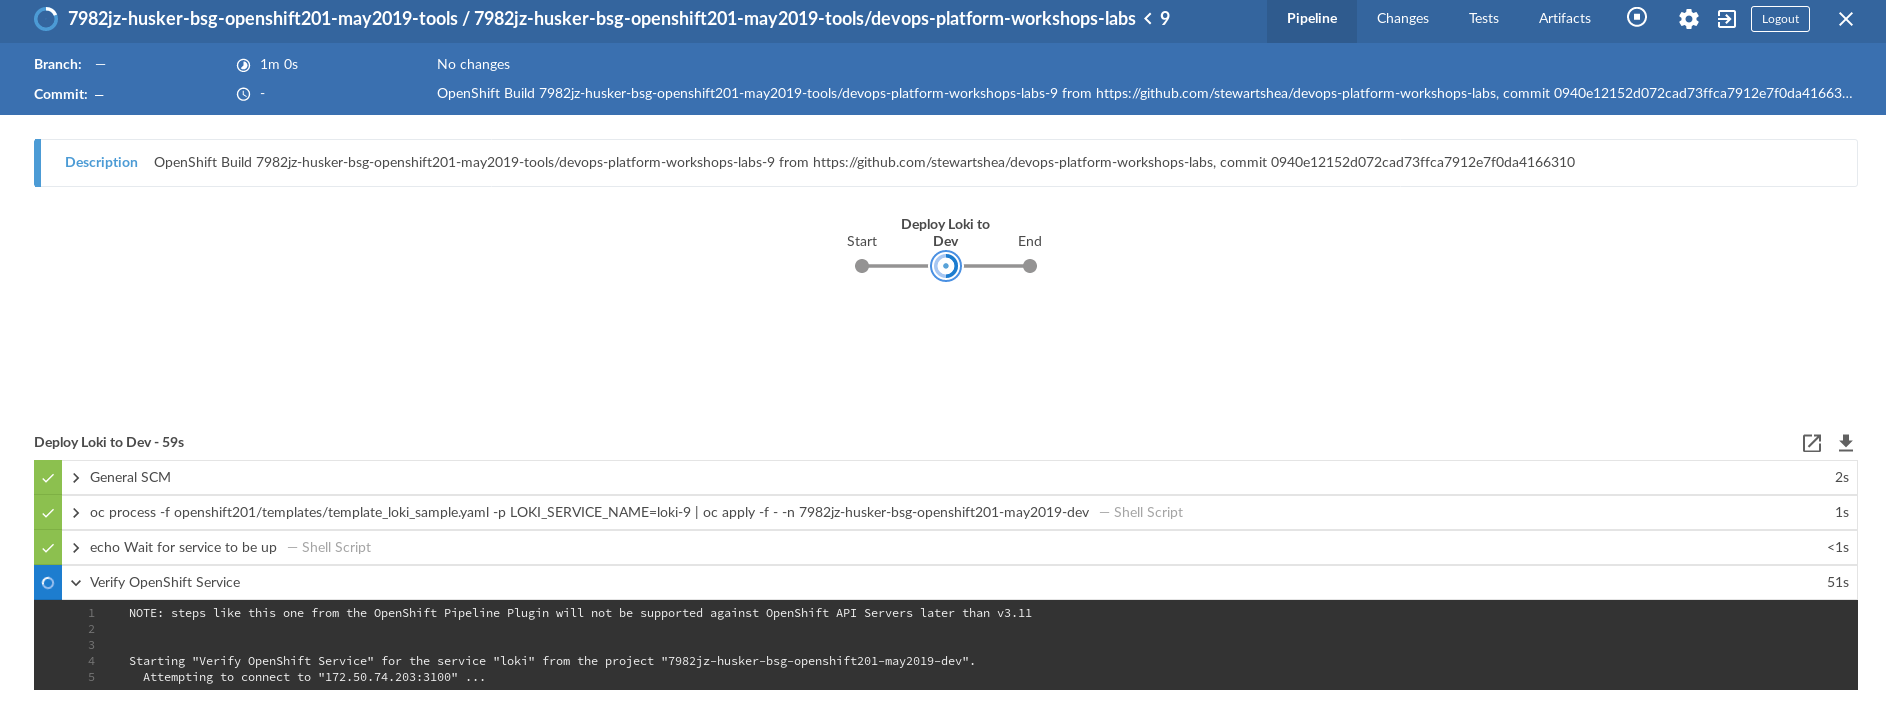 7982jz-husker-bsg-openshift201-may2019-tools / 7982jz-husker-bsg-openshift201-may2019-tools/devops-platform-workshops-labs < 9
Pipeline Changes Tests Artifacts Logout
Branch: — 1m 0s No changes
Commit: — - OpenShift Build 7982jz-husker-bsg-openshift201-may2019-tools/devops-platform-workshops-labs-9 from https://github.com/stewartshea/devops-platform-workshops-labs, commit 0940e12152d072cad73ffca7912e7f0da41663...
Description OpenShift Build 7982jz-husker-bsg-openshift201-may2019-tools/devops-platform-workshops-labs-9 from https://github.com/stewartshea/devops-platform-workshops-labs, commit 0940e12152d072cad73ffca7912e7f0da4166310
Deploy Loki to
Start Dev End
Deploy Loki to Dev - 59s
General SCM 2s
oc process -f openshift201/templates/template_loki_sample.yaml -p LOKI_SERVICE_NAME=loki-9 | oc apply -f - -n 7982jz-husker-bsg-openshift201-may2019-dev — Shell Script 1s
echo Wait for service to be up — Shell Script <1s
Verify OpenShift Service 51s
1 NOTE: steps like this one from the OpenShift Pipeline Plugin will not be supported against OpenShift API Servers later than v3.11
2
3
4 Starting "Verify OpenShift Service" for the service "loki" from the project "7982jz-husker-bsg-openshift201-may2019-dev".
5 Attempting to connect to "172.50.74.203:3100" ...